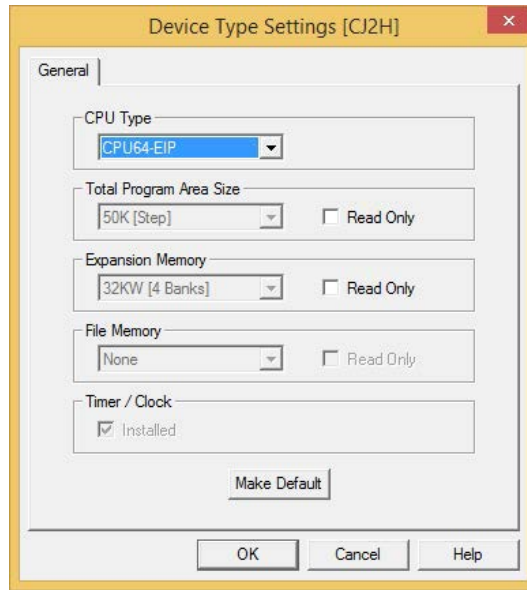 Device Type Settings [CJ2H]
General
CPU Type
CPU64-EIP
Total Program Area Size
50K [Step]
Read Only
Expansion Memory
32KW [4 Banks]
Read Only
File Memory
None
Read Only
Timer / Clock
Installed
Make Default
OK
Cancel
Help